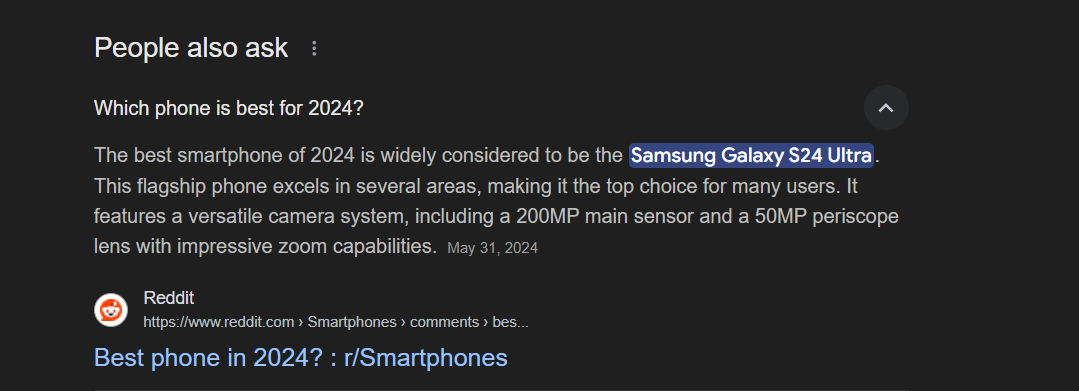 People also ask
Which phone is best for 2024?
The best smartphone of 2024 is widely considered to be the Samsung Galaxy S24 Ultra.
This flagship phone excels in several areas, making it the top choice for many users. It
features a versatile camera system, including a 200MP main sensor and a 50MP periscope
lens with impressive zoom capabilities. May 31, 2024
Reddit
https://www.reddit.com › Smartphones › comments › bes...
Best phone in 2024? : r/Smartphones